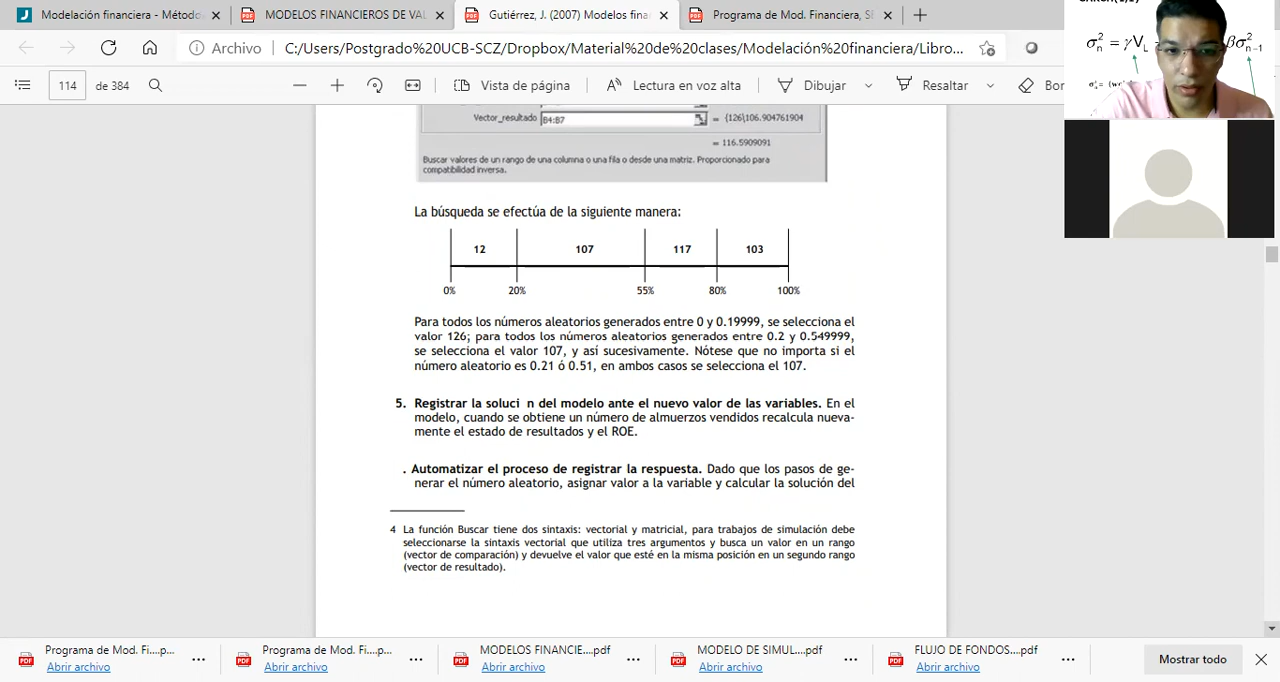 Modelación financiera - Método
MODELOS FINANCIEROS DE VAL
Gutiérrez, J. (2007) Modelos finan
Programa de Mod. Financiera, SE
Archivo
C:/Users/Postgrado%20UCB-SCZ/Dropbox/Material%20de%20clases/Modelación%20financiera/Libro...
114 de 384
Vista de página
Lectura en voz alta
Dibujar
Resaltar
Bor
σ²n = γVL
βσ²n-1
Vector_resultado B4:B7 = {126\106.904761904
= 116.5909091
Buscar valores de un rango de una columna o una fila o desde una matriz. Proporcionado para
compatibilidad inversa.
La búsqueda se efectúa de la siguiente manera:
12 107 117 103
0% 20% 55% 80% 100%
Para todos los números aleatorios generados entre 0 y 0.19999, se selecciona el
valor 126; para todos los números aleatorios generados entre 0.2 y 0.549999,
se selecciona el valor 107, y así sucesivamente. Nótese que no importa si el
número aleatorio es 0.21 ó 0.51, en ambos casos se selecciona el 107.
5. Registrar la soluci n del modelo ante el nuevo valor de las variables. En el
modelo, cuando se obtiene un número de almuerzos vendidos recalcula nueva-
mente el estado de resultados y el ROE.
. Automatizar el proceso de registrar la respuesta. Dado que los pasos de ge-
nerar el número aleatorio, asignar valor a la variable y calcular la solución del
4 La función Buscar tiene dos sintaxis: vectorial y matricial, para trabajos de simulación debe
seleccionarse la sintaxis vectorial que utiliza tres argumentos y busca un valor en un rango
(vector de comparación) y devuelve el valor que esté en la misma posición en un segundo rango
(vector de resultado).
Programa de Mod. Fi....p...
Abrir archivo
Programa de Mod. Fi....p...
Abrir archivo
MODELOS FINANCIE....pdf
Abrir archivo
MODELO DE SIMUL....pdf
Abrir archivo
FLUJO DE FONDOS....pdf
Abrir archivo
Mostrar todo